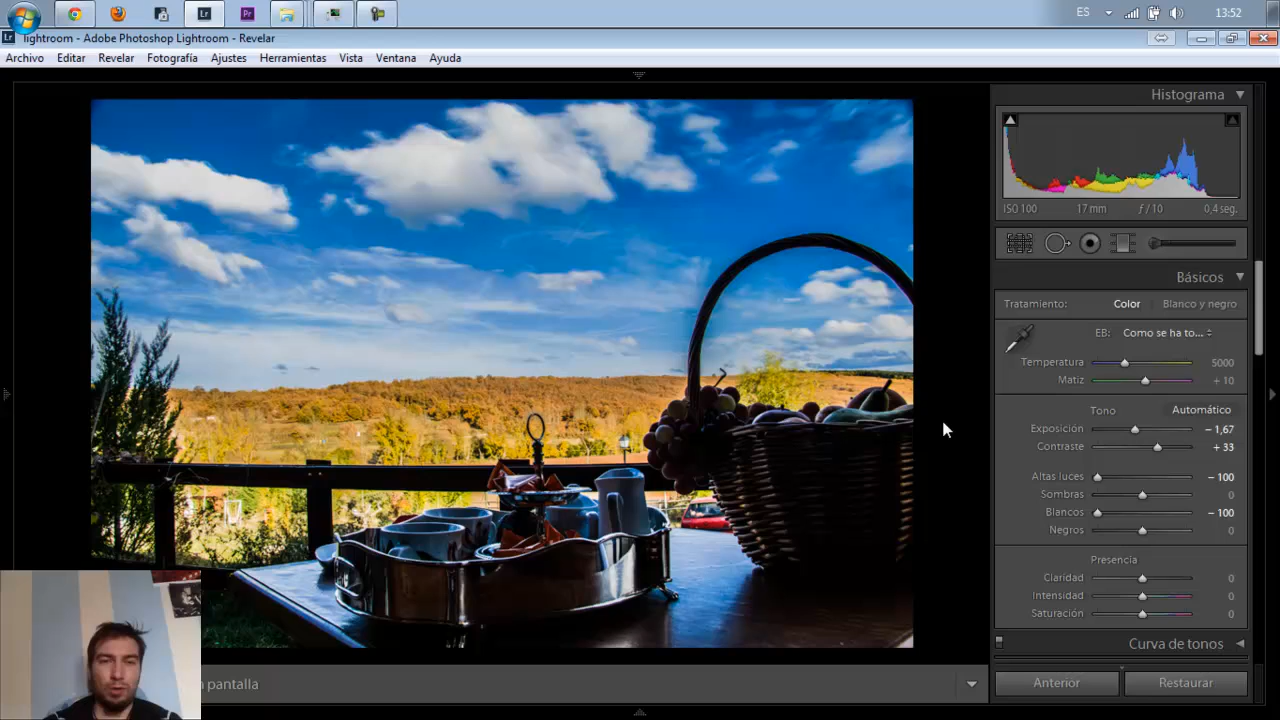 ES 13:52
lightroom - Adobe Photoshop Lightroom - Revelar
Archivo Editar Revelar Fotografía Ajustes Herramientas Vista Ventana Ayuda
Histograma
ISO 100 17 mm ƒ / 10 0,4 seg.
Básicos
Tratamiento: Color Blanco y negro
EB: Como se ha to...
Temperatura 5000
Matiz + 10
Tono Automático
Exposición − 1,67
Contraste + 33
Altas luces − 100
Sombras 0
Blancos − 100
Negros 0
Presencia
Claridad 0
Intensidad 0
Saturación 0
Curva de tonos
pantalla
Anterior Restaurar